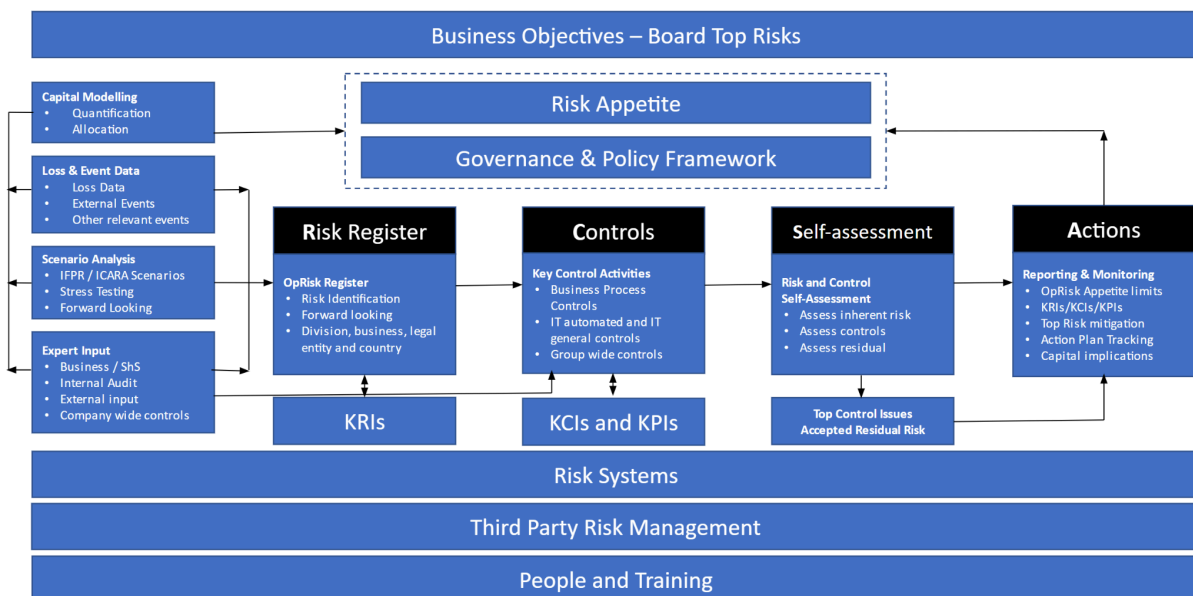 Business Objectives – Board Top Risks
Capital Modelling
• Quantification
• Allocation
Risk Appetite
Governance & Policy Framework
Loss & Event Data
• Loss Data
• External Events
• Other relevant events
Scenario Analysis
• IFPR / ICARA Scenarios
• Stress Testing
• Forward Looking
Expert Input
• Business / ShS
• Internal Audit
• External input
• Company wide controls
Risk Register
OpRisk Register
• Risk Identification
• Forward looking
• Division, business, legal
entity and country
KRIs
Controls
Key Control Activities
• Business Process
Controls
• IT automated and IT
general controls
• Group wide controls
KCIs and KPIs
Self-assessment
Risk and Control
Self-Assessment
• Assess inherent risk
• Assess controls
• Assess residual
Top Control Issues
Accepted Residual Risk
Actions
Reporting & Monitoring
• OpRisk Appetite limits
• KRIs/KCIs/KPIs
• Top Risk mitigation
• Action Plan Tracking
• Capital implications
Risk Systems
Third Party Risk Management
People and Training